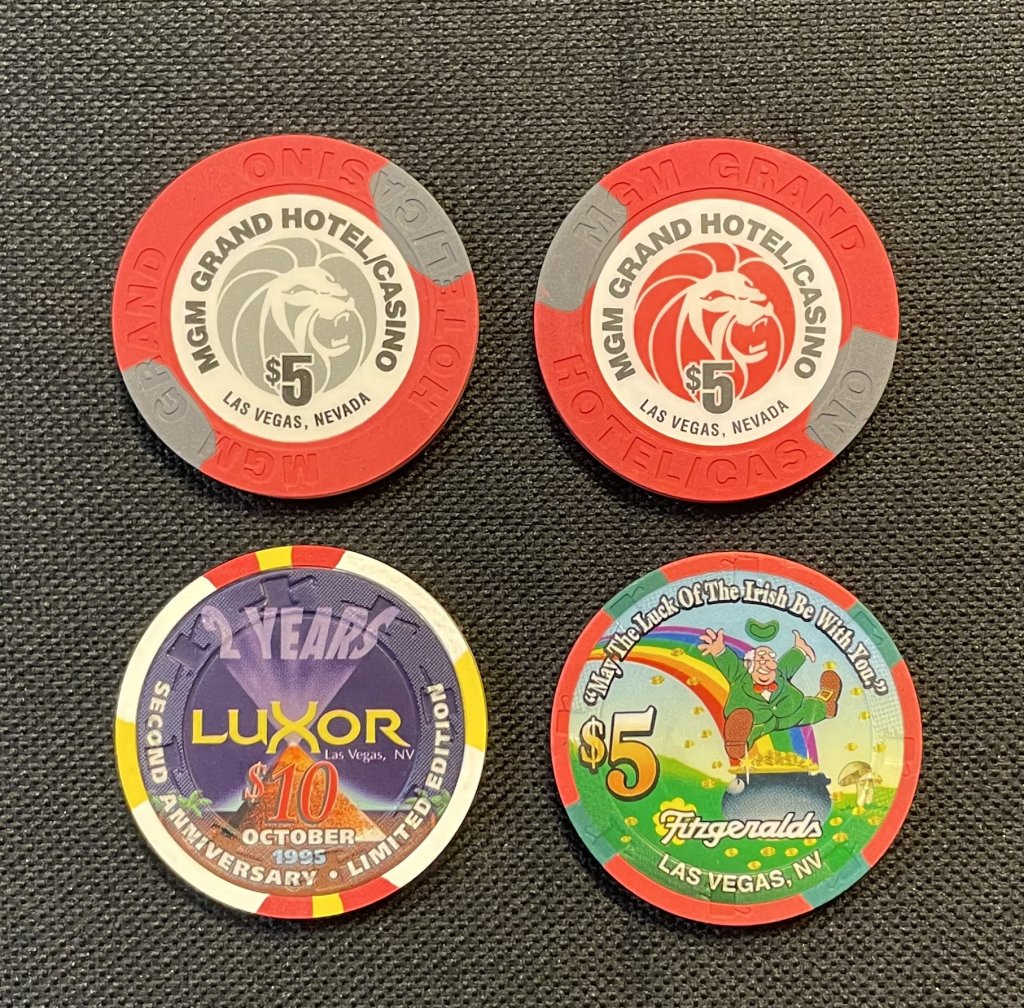 MGM GRAND HOTEL/CASINO
MGM GRAND HOTEL/CASINO
$5
LAS VEGAS, NEVADA
MGM GRAND HOTEL/CASINO
MGM GRAND HOTEL/CASINO
$5
LAS VEGAS, NEVADA
2 YEARS
LUXOR
Las Vegas, NV
$10
OCTOBER
1995
SECOND ANNIVERSARY • LIMITED EDITION
"May The Luck Of The Irish Be With You."
$5
Fitzgeralds
LAS VEGAS, NV